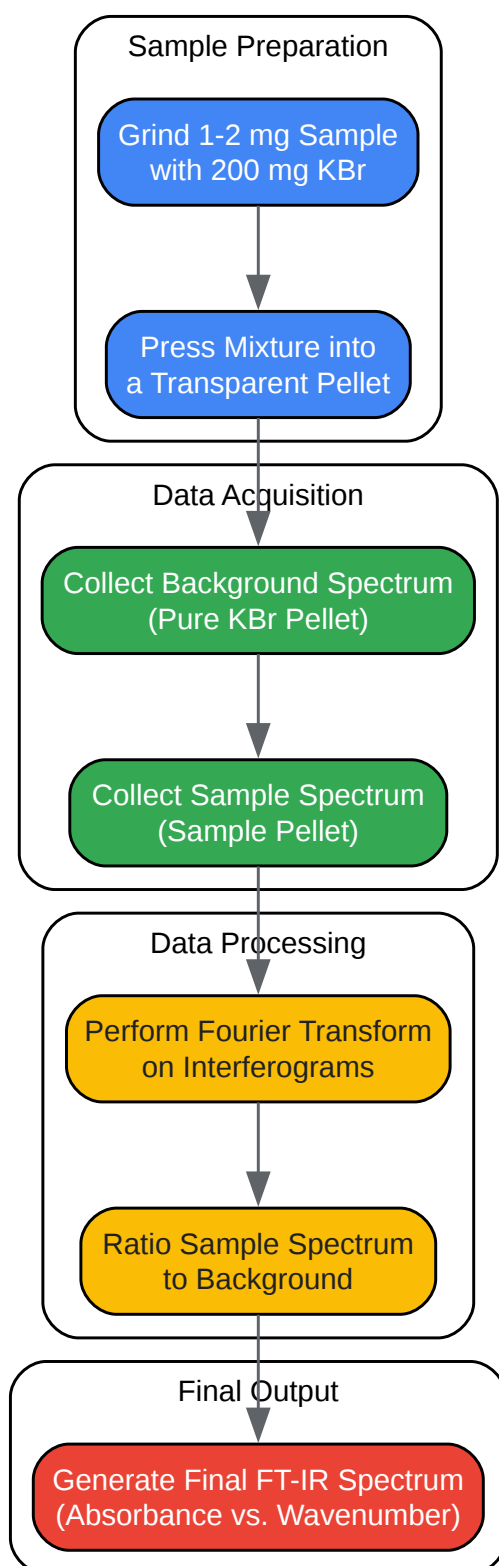 Sample Preparation
Grind 1-2 mg Sample
with 200 mg KBr
Press Mixture into
a Transparent Pellet
Data Acquisition
Collect Background Spectrum
(Pure KBr Pellet)
Collect Sample Spectrum
(Sample Pellet)
Data Processing
Perform Fourier Transform
on Interferograms
Ratio Sample Spectrum
to Background
Final Output
Generate Final FT-IR Spectrum
(Absorbance vs. Wavenumber)